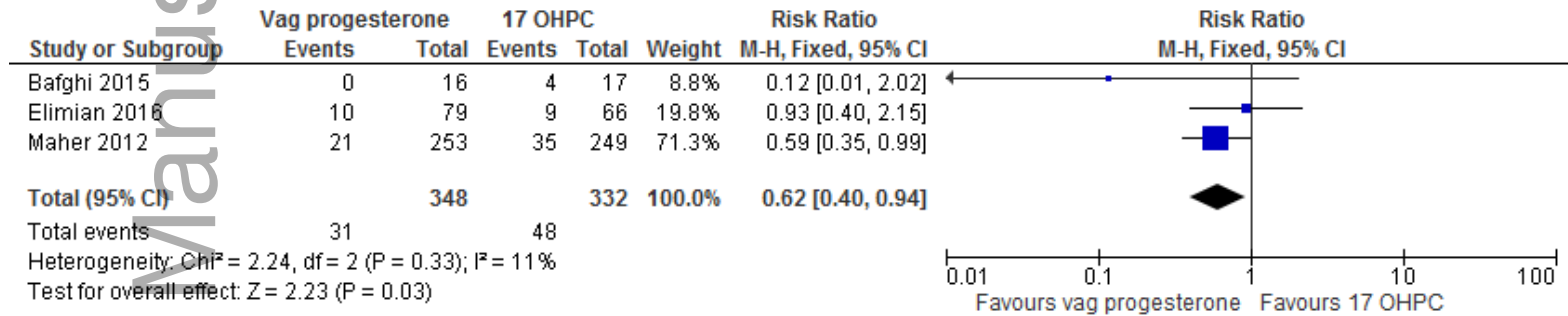 Vag progesterone 17 OHPC Risk Ratio Risk Ratio
Study or Subgroup Events Total Events Total Weight M-H, Fixed, 95% CI M-H, Fixed, 95% CI
Bafghi 2015 0 16 4 17 8.8% 0.12 [0.01, 2.02]
Elimian 2016 10 79 9 66 19.8% 0.93 [0.40, 2.15]
Maher 2012 21 253 35 249 71.3% 0.59 [0.35, 0.99]
Total (95% CI) 348 332 100.0% 0.62 [0.40, 0.94]
Total events 31 48
Heterogeneity: Chi² = 2.24, df = 2 (P = 0.33); I² = 11%
Test for overall effect: Z = 2.23 (P = 0.03)
0.01 0.1 1 10 100
Favours vag progesterone Favours 17 OHPC
Manus